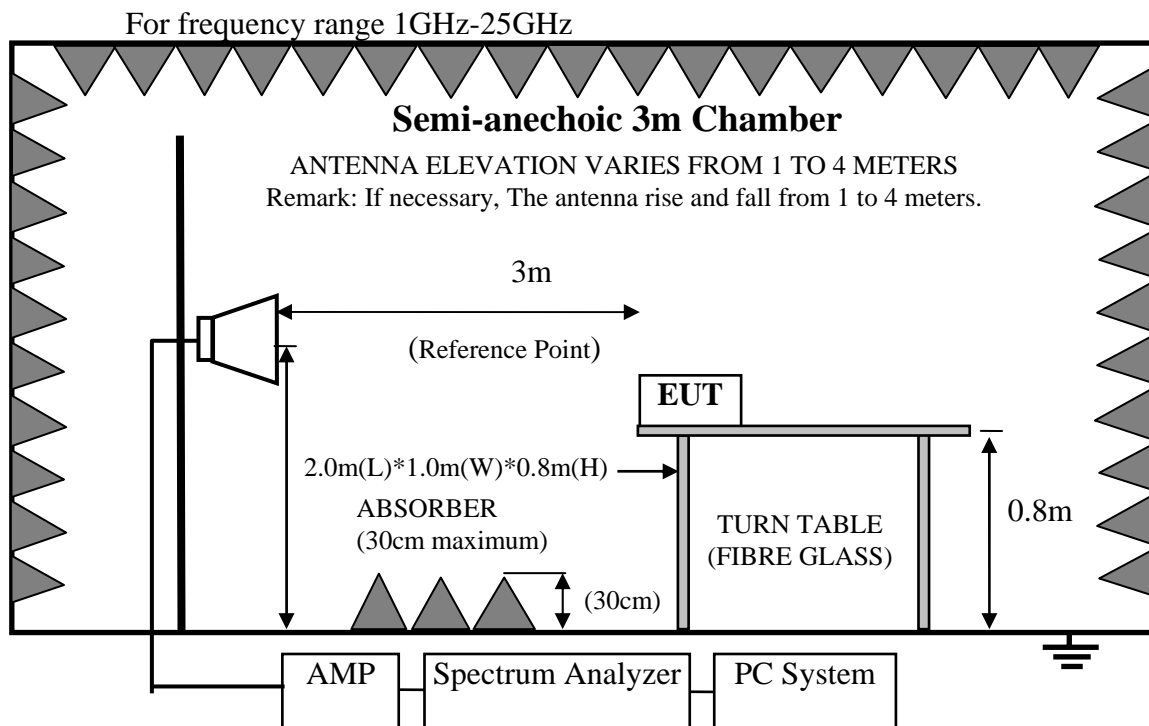 For frequency range 1GHz-25GHz
Semi-anechoic 3m Chamber
ANTENNA ELEVATION VARIES FROM 1 TO 4 METERS
Remark: If necessary, The antenna rise and fall from 1 to 4 meters.
3m
(Reference Point)
EUT
2.0m(L)*1.0m(W)*0.8m(H)
ABSORBER
(30cm maximum)
(30cm)
TURN TABLE
(FIBRE GLASS)
0.8m
AMP
Spectrum Analyzer
PC System